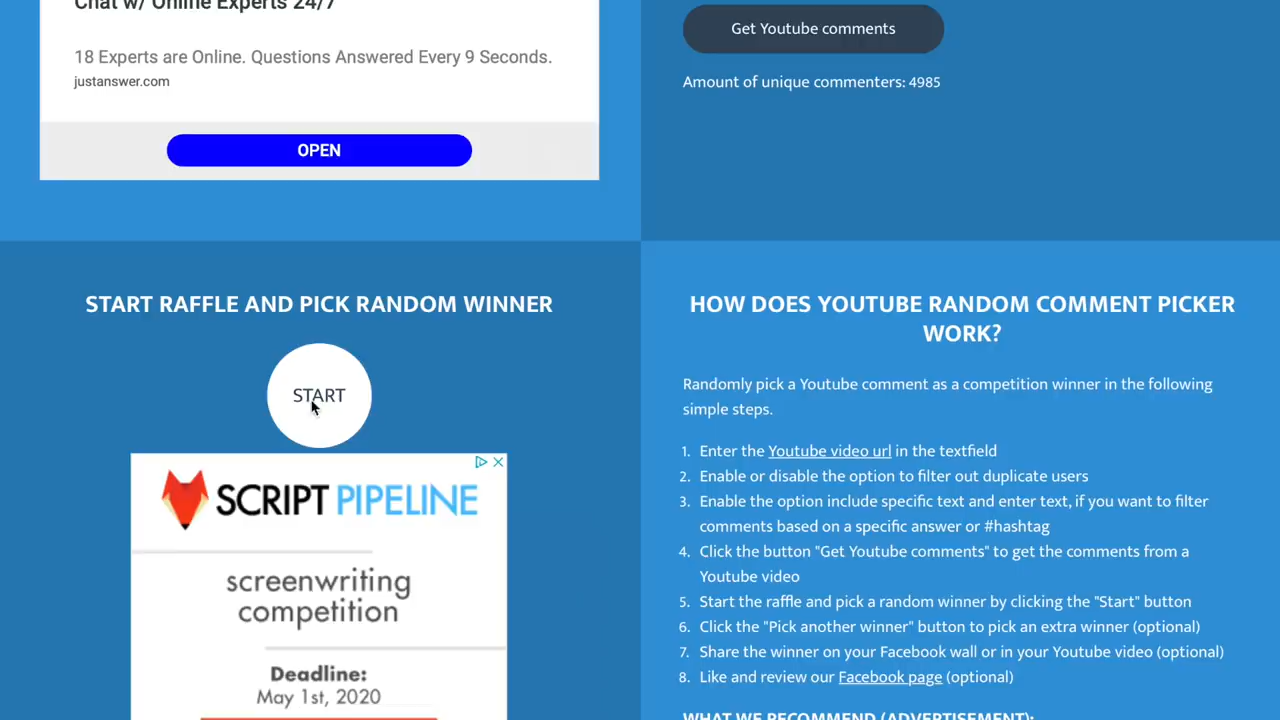 Chat w/ Online Experts 24/7
18 Experts are Online. Questions Answered Every 9 Seconds.
justanswer.com
OPEN
Get Youtube comments
Amount of unique commenters: 4985
START RAFFLE AND PICK RANDOM WINNER
START
SCRIPT PIPELINE
screenwriting
competition
Deadline:
May 1st, 2020
HOW DOES YOUTUBE RANDOM COMMENT PICKER
WORK?
Randomly pick a Youtube comment as a competition winner in the following
simple steps.
1. Enter the Youtube video url in the textfield
2. Enable or disable the option to filter out duplicate users
3. Enable the option include specific text and enter text, if you want to filter
comments based on a specific answer or #hashtag
4. Click the button "Get Youtube comments" to get the comments from a
Youtube video
5. Start the raffle and pick a random winner by clicking the "Start" button
6. Click the "Pick another winner" button to pick an extra winner (optional)
7. Share the winner on your Facebook wall or in your Youtube video (optional)
8. Like and review our Facebook page (optional)
WHAT WE RECOMMEND (ADVERTISEMENT):